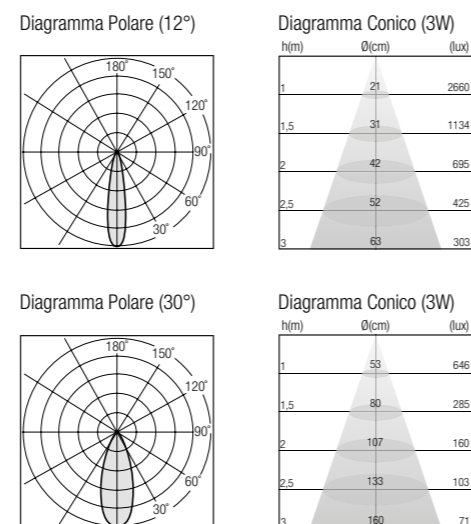 Diagramma Polare (12°)
180°
150°
120°
90°
60°
30°
Diagramma Conico (3W)
h(m) Ø(cm) (lux)
1 21 2660
1,5 31 1134
2 42 695
2,5 52 425
3 63 303
Diagramma Polare (30°)
180°
150°
120°
90°
60°
30°
Diagramma Conico (3W)
h(m) Ø(cm) (lux)
1 53 646
1,5 80 285
2 107 160
2,5 133 103
3 160 71